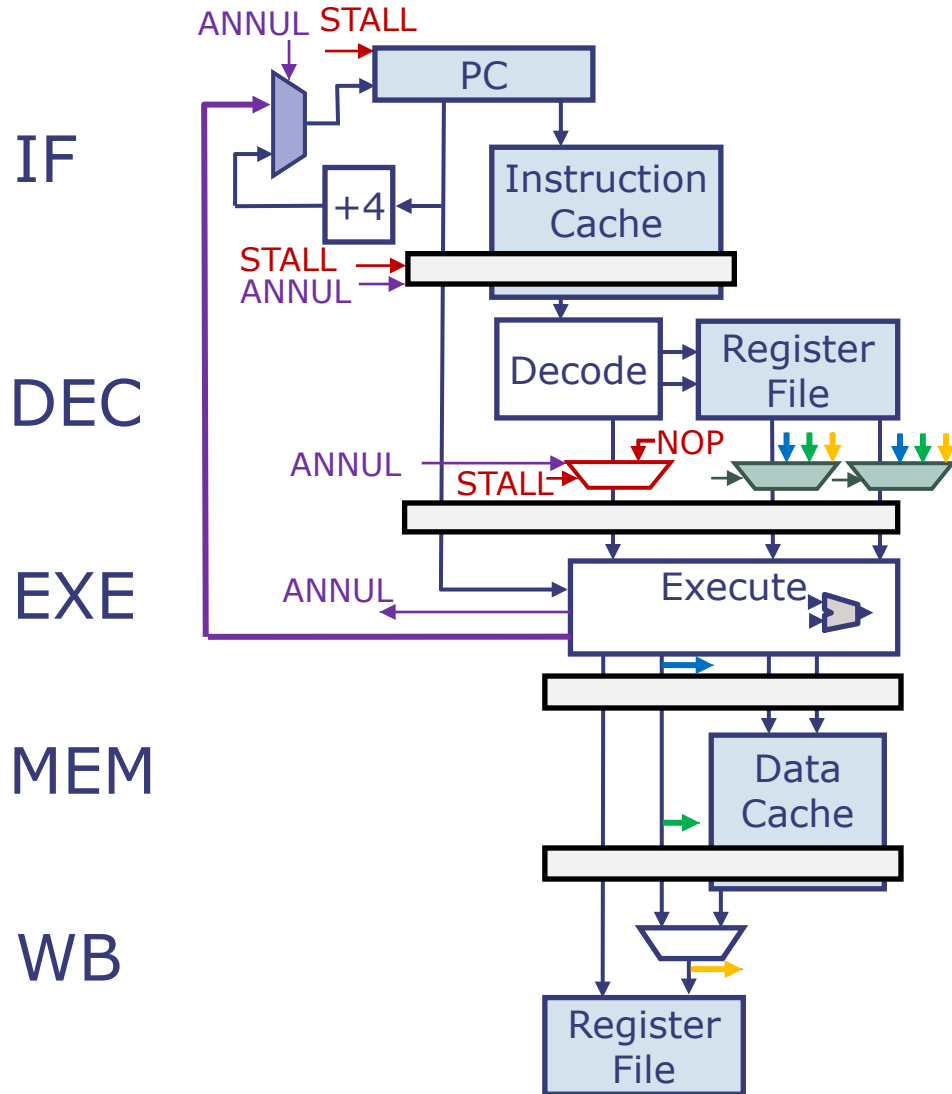 ANNUL
STALL
PC
IF
Instruction
Cache
+4
STALL
ANNUL
Decode
Register
File
DEC
NOP
ANNUL
STALL
EXE
Execute
ANNUL
MEM
Data
Cache
WB
Register
File